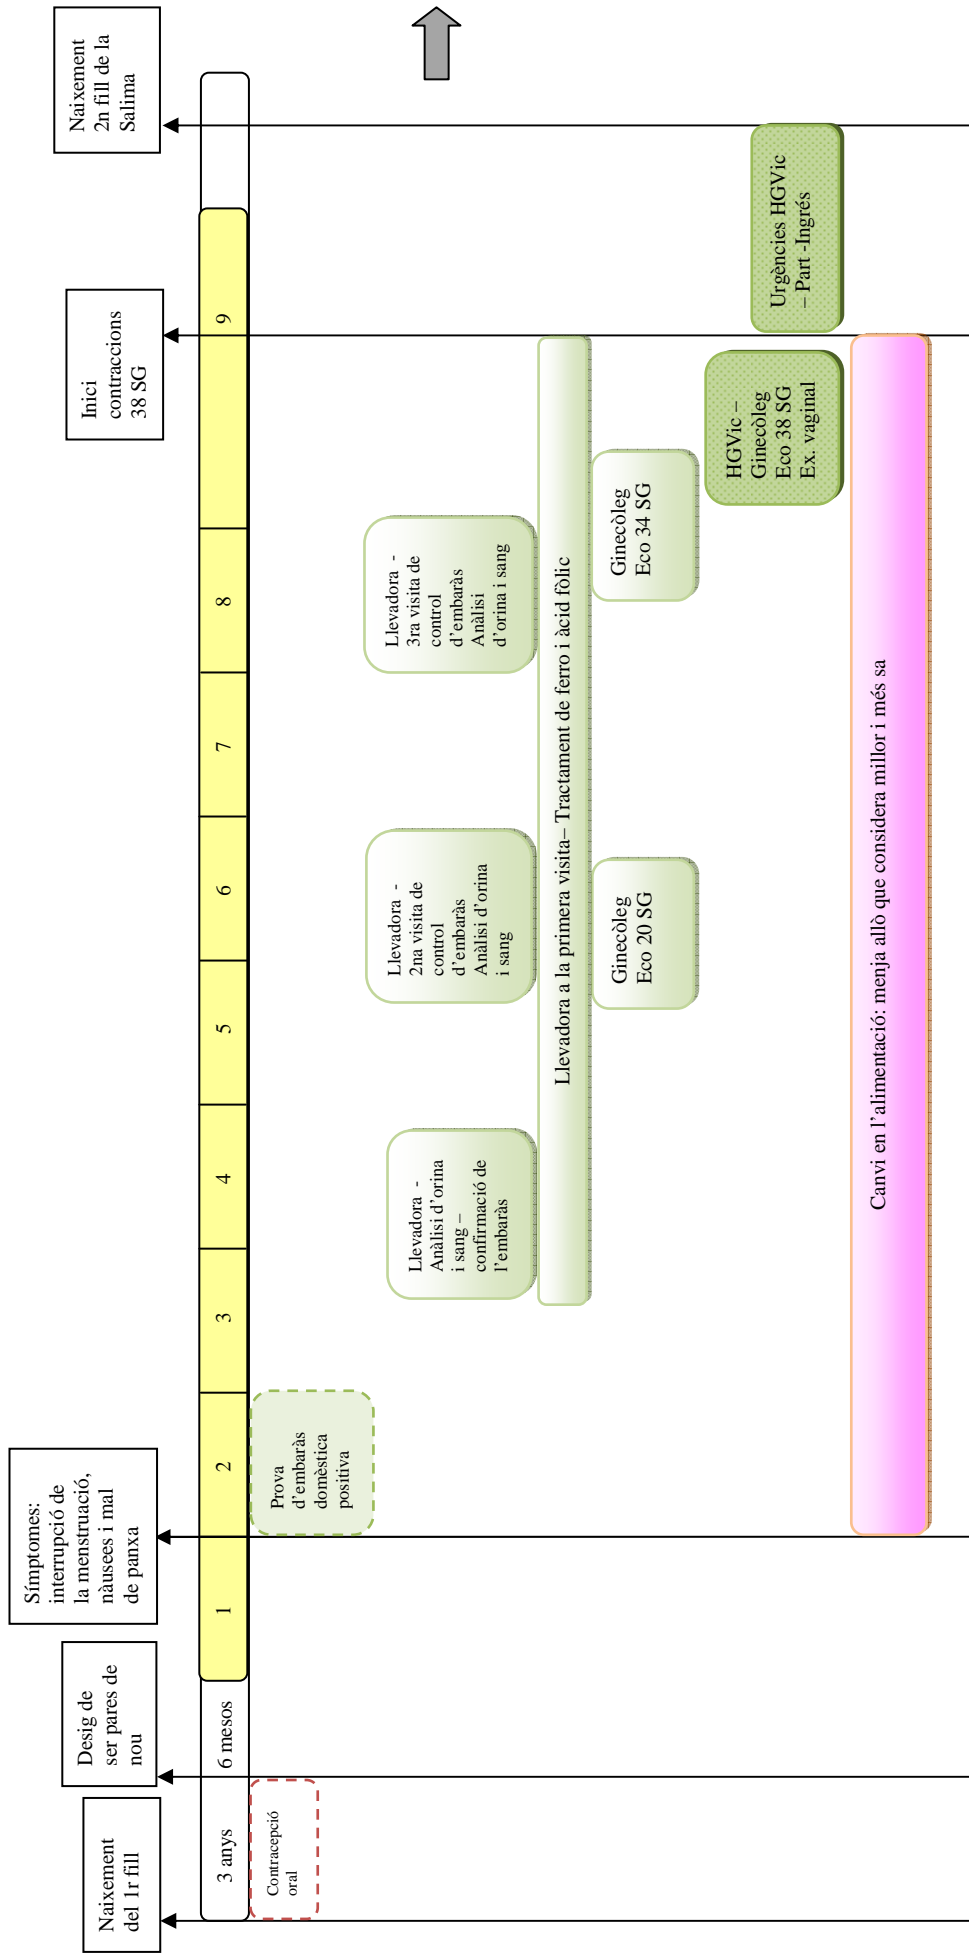 Naixement
del 1r fill
Desig de
ser pares de
nou
Símptomes:
interrupció de
la menstruació,
nàusees i mal
de panxa
Inici
contraccions
38 SG
Naixement
2n fill de la
Salima
3 anys
6 mesos
1
2
3
4
5
6
7
8
9
Contracepció
oral
Prova
d’embaràs
domèstica
positiva
Llevadora -
Anàlisi d’orina
i sang –
confirmació de
l’embaràs
Llevadora -
2na visita de
control
d’embaràs
Anàlisi d’orina
i sang
Llevadora -
3ra visita de
control
d’embaràs
Anàlisi
d’orina i sang
Llevadora a la primera visita– Tractament de ferro i àcid fòlic
Ginecòleg
Eco 20 SG
Ginecòleg
Eco 34 SG
HGVic –
Ginecòleg
Eco 38 SG
Ex. vaginal
Urgències HGVic
– Part -Ingrés
Canvi en l’alimentació: menja allò que considera millor i més sa